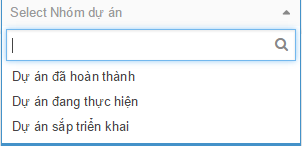 Select Nhóm dự án
Dự án đã hoàn thành
Dự án đang thực hiện
Dự án sắp triển khai